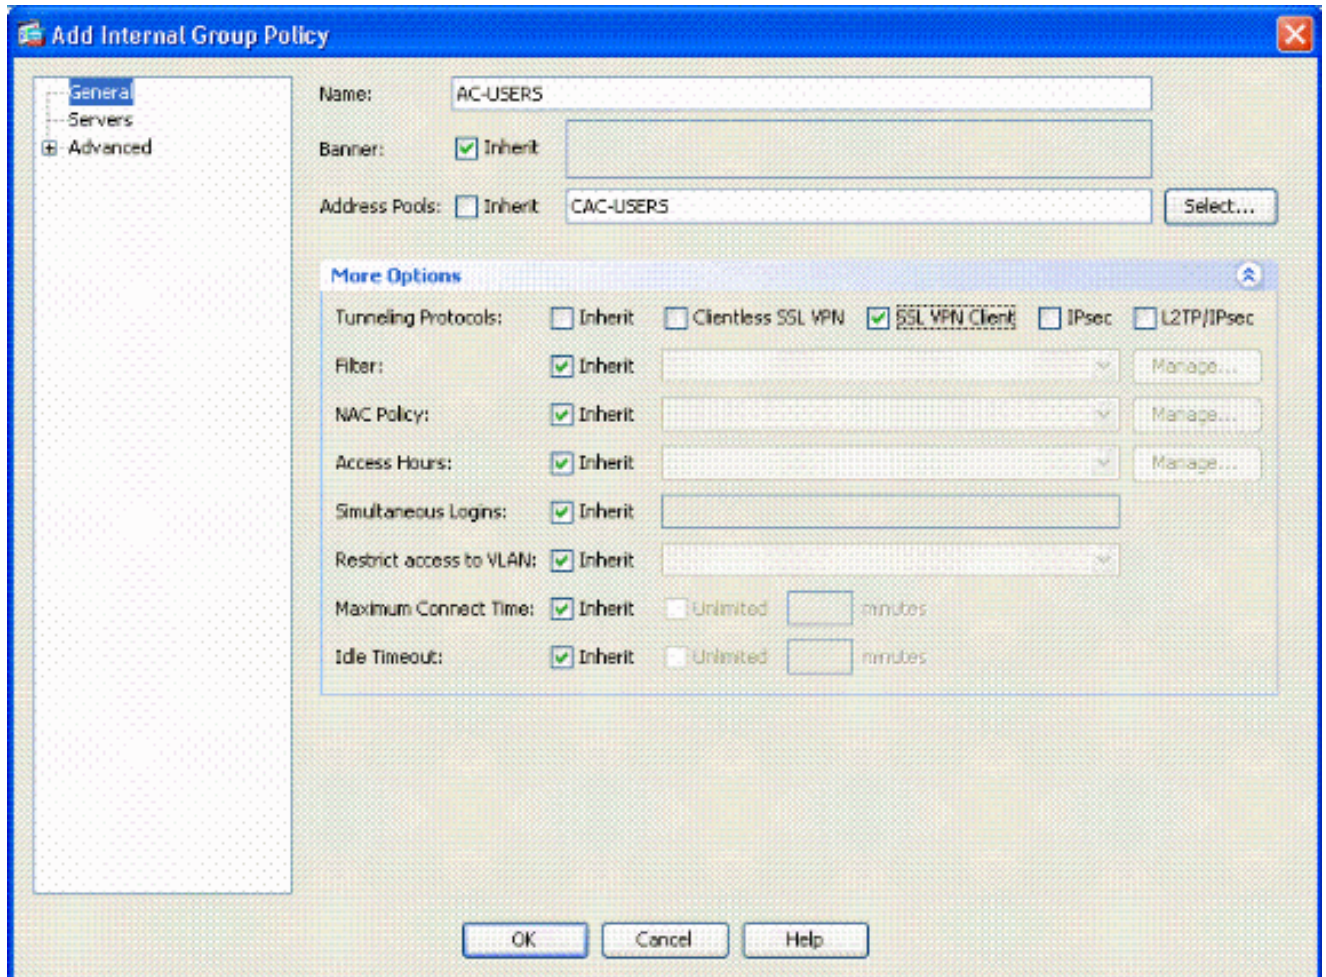 Add Internal Group Policy
General
Servers
Advanced
Name: AC-USERS
Banner: Inherit
Address Pools: Inherit CAC-USERS Select...
More Options
Tunneling Protocols: Inherit Clientless SSL VPN SSL VPN Client IPsec L2TP/IPsec
Filter: Inherit Manage...
NAC Policy: Inherit Manage...
Access Hours: Inherit Manage...
Simultaneous Logins: Inherit
Restrict access to VLAN: Inherit
Maximum Connect Time: Inherit Unlimited minutes
Idle Timeout: Inherit Unlimited minutes
OK Cancel Help